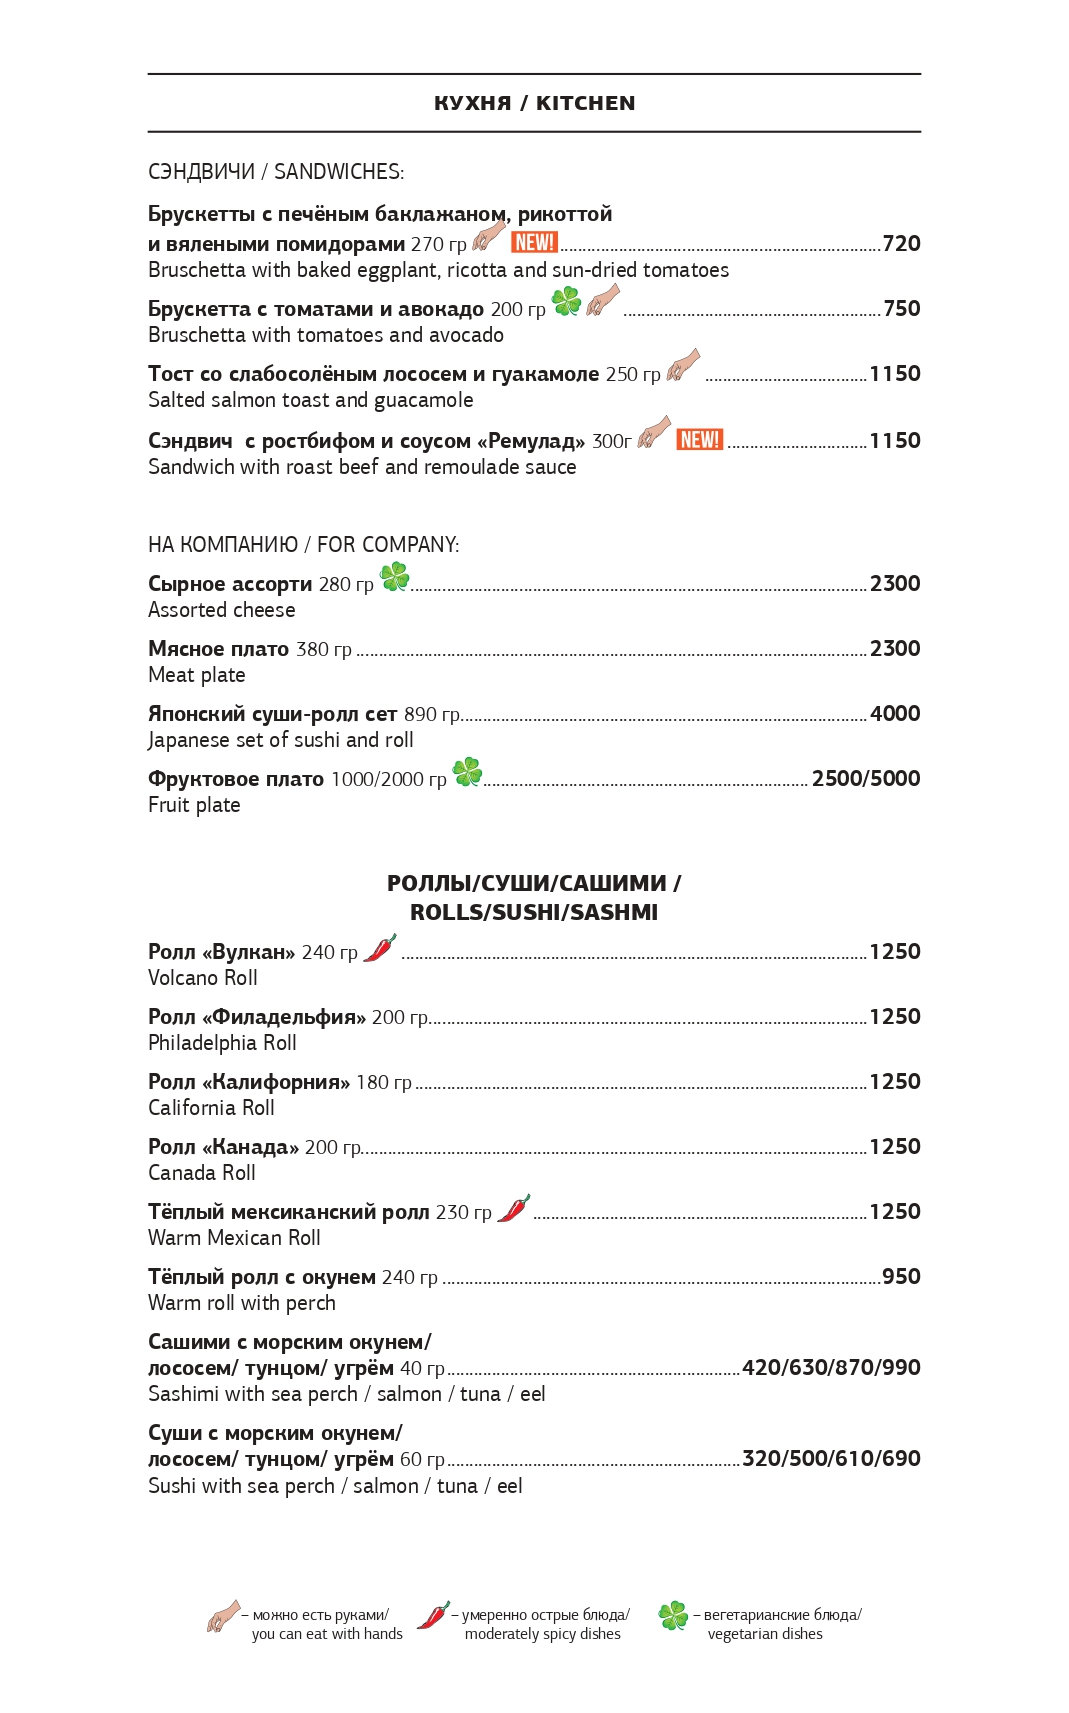 КУХНЯ / KITCHEN
СЭНДВИЧИ / SANDWICHES:
Брускетты с печёным баклажаном, рикоттой
и вялеными помидорами 270 гр NEW! 720
Bruschetta with baked eggplant, ricotta and sun-dried tomatoes
Брускетта с томатами и авокадо 200 гр 750
Bruschetta with tomatoes and avocado
Тост со слабосолёным лососем и гуакамоле 250 гр 1150
Salted salmon toast and guacamole
Сэндвич с ростбифом и соусом «Ремулад» 300г NEW! 1150
Sandwich with roast beef and remoulade sauce
НА КОМПАНИЮ / FOR COMPANY:
Сырное ассорти 280 гр 2300
Assorted cheese
Мясное плато 380 гр 2300
Meat plate
Японский суши-ролл сет 890 гр 4000
Japanese set of sushi and roll
Фруктовое плато 1000/2000 гр 2500/5000
Fruit plate
РОЛЛЫ/СУШИ/САШИМИ /
ROLLS/SUSHI/SASHMI
Ролл «Вулкан» 240 гр 1250
Volcano Roll
Ролл «Филадельфия» 200 гр 1250
Philadelphia Roll
Ролл «Калифорния» 180 гр 1250
California Roll
Ролл «Канада» 200 гр 1250
Canada Roll
Тёплый мексиканский ролл 230 гр 1250
Warm Mexican Roll
Тёплый ролл с окунем 240 гр 950
Warm roll with perch
Сашими с морским окунем/
лососем/ тунцом/ угрём 40 гр 420/630/870/990
Sashimi with sea perch / salmon / tuna / eel
Суши с морским окунем/
лососем/ тунцом/ угрём 60 гр 320/500/610/690
Sushi with sea perch / salmon / tuna / eel
– можно есть руками/
you can eat with hands
– умеренно острые блюда/
moderately spicy dishes
– вегетарианские блюда/
vegetarian dishes